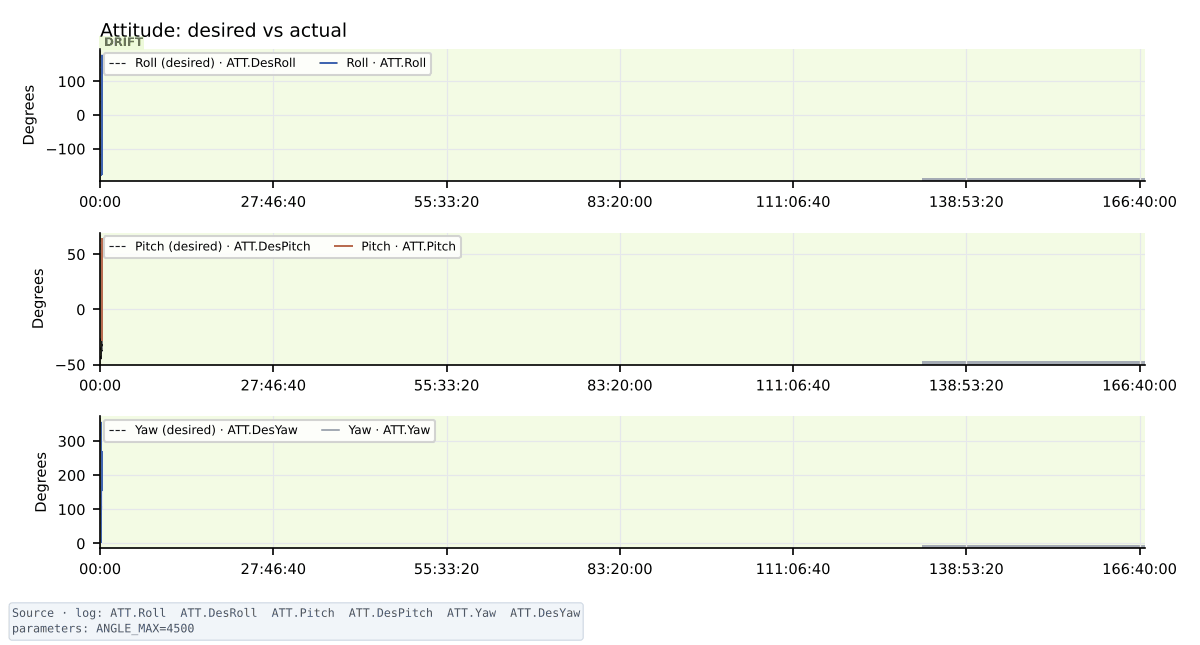 Attitude: desired vs actual
DRIFT
Roll (desired) · ATT.DesRoll   Roll · ATT.Roll
Degrees
100
0
−100
00:00   27:46:40   55:33:20   83:20:00   111:06:40   138:53:20   166:40:00
Pitch (desired) · ATT.DesPitch   Pitch · ATT.Pitch
Degrees
50
0
−50
00:00   27:46:40   55:33:20   83:20:00   111:06:40   138:53:20   166:40:00
Yaw (desired) · ATT.DesYaw   Yaw · ATT.Yaw
Degrees
300
200
100
0
00:00   27:46:40   55:33:20   83:20:00   111:06:40   138:53:20   166:40:00
Source · log: ATT.Roll  ATT.DesRoll  ATT.Pitch  ATT.DesPitch  ATT.Yaw  ATT.DesYaw
parameters: ANGLE_MAX=4500